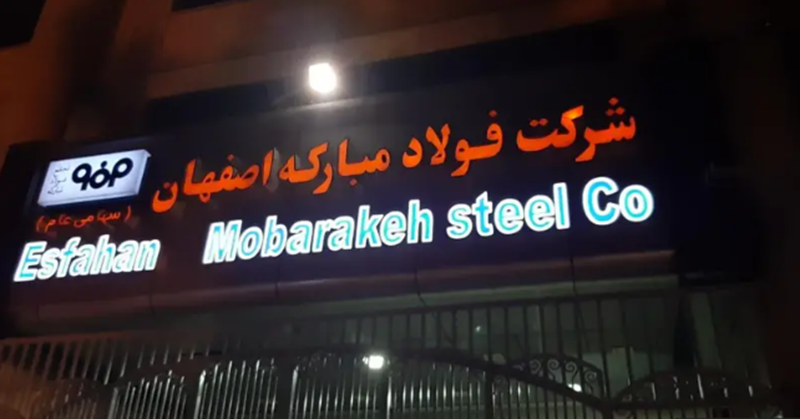 شرکت فولاد مبارکه اصفهان
(سهامی عام)
Esfahan Mobarakeh steel Co